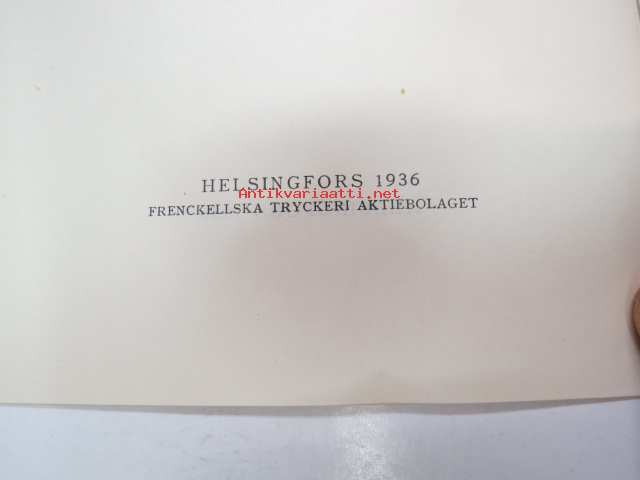 HELSINGFORS 1936
Antikvariaatti.net
FRENCKELLSKA TRYCKERI AKTIEBOLAGET